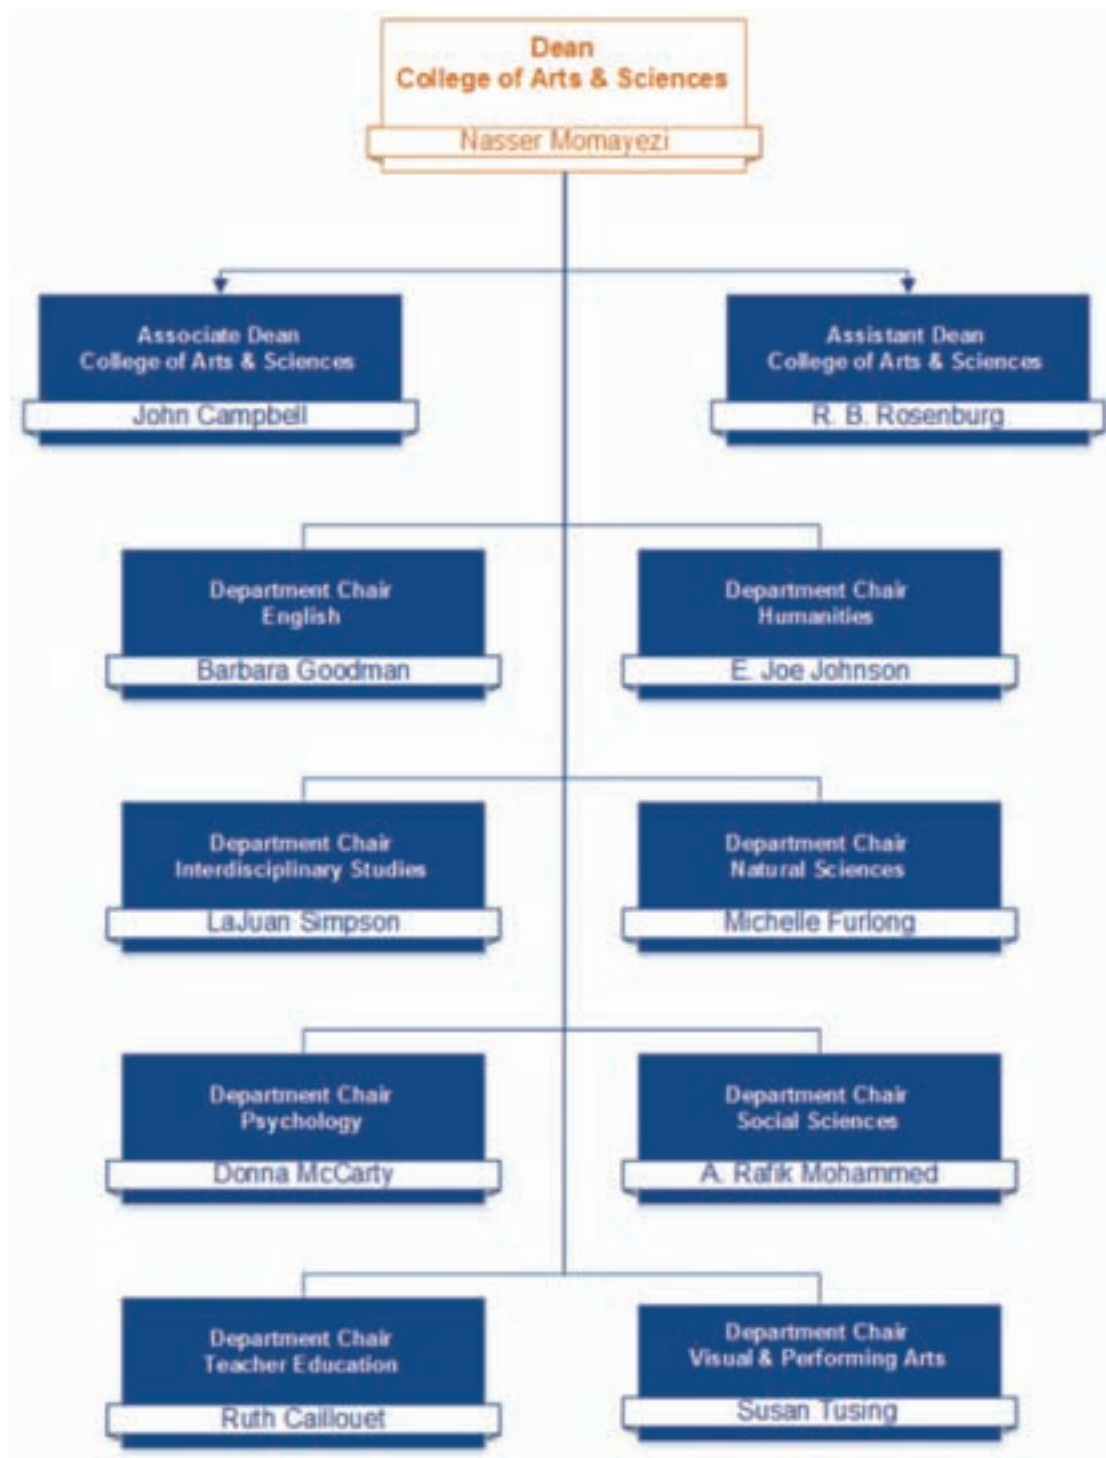 Dean
College of Arts & Sciences
Nasser Momayezi
Associate Dean
College of Arts & Sciences
John Campbell
Assistant Dean
College of Arts & Sciences
R. B. Rosenburg
Department Chair
English
Barbara Goodman
Department Chair
Humanities
E. Joe Johnson
Department Chair
Interdisciplinary Studies
LaJuan Simpson
Department Chair
Natural Sciences
Michelle Furlong
Department Chair
Psychology
Donna McCarty
Department Chair
Social Sciences
A. Rafik Mohammed
Department Chair
Teacher Education
Ruth Caillouet
Department Chair
Visual & Performing Arts
Susan Tusing